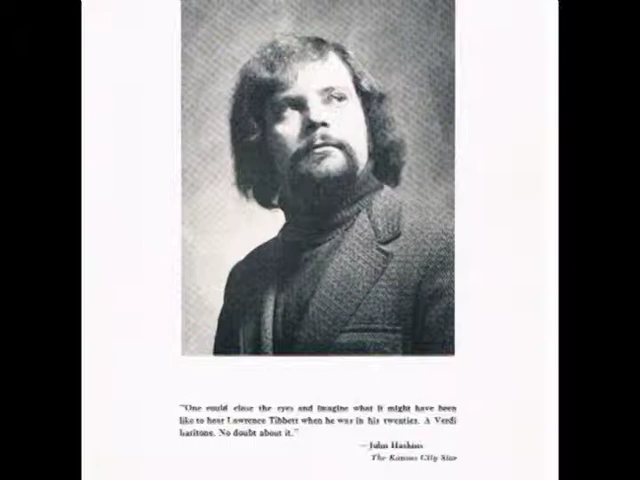 "One could close the eyes and imagine what it might have been
like to hear Lawrence Tibbett when he was in his twenties. A Verdi
baritone. No doubt about it."
—John Haskins
The Kansas City Star